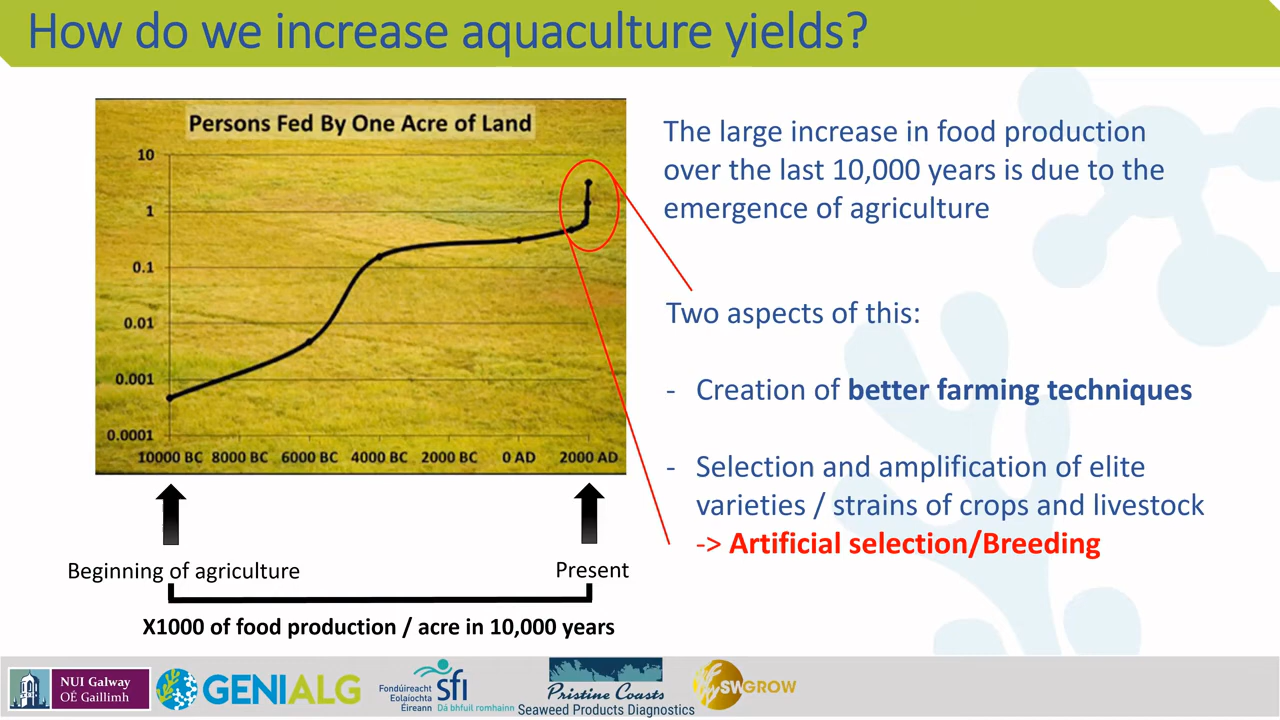 How do we increase aquaculture yields?
Persons Fed By One Acre of Land
10
1
0.1
0.01
0.001
0.0001
10000 BC 8000 BC 6000 BC 4000 BC 2000 BC 0 AD 2000 AD
Beginning of agriculture
Present
X1000 of food production / acre in 10,000 years
The large increase in food production
over the last 10,000 years is due to the
emergence of agriculture
Two aspects of this:
- Creation of better farming techniques
- Selection and amplification of elite
varieties / strains of crops and livestock
-> Artificial selection/Breeding
NUI Galway
OÉ Gaillimh
GENIALG
Fondúireacht
Eolaíochta
Éireann
sfi
Dá bhfuil romhainn
Pristine Coasts
Seaweed Products Diagnostics
SWGROW